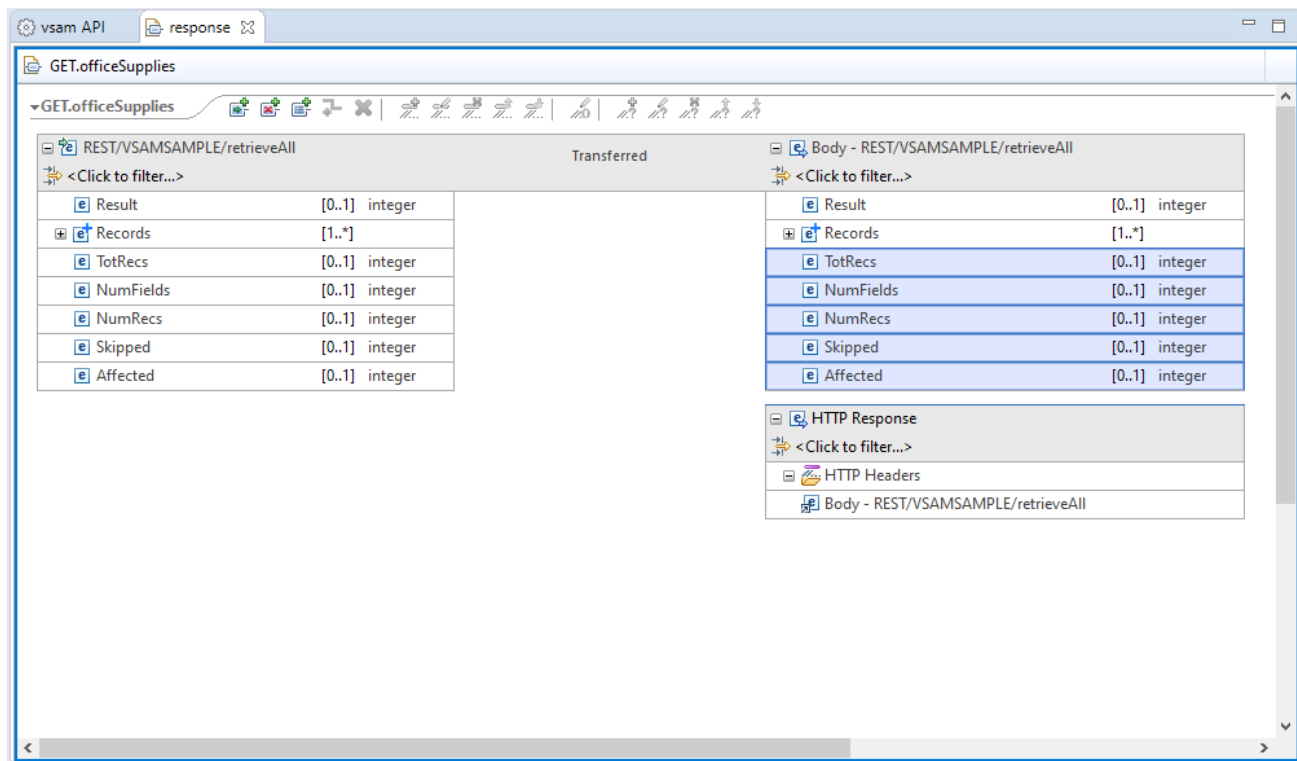 vsam API response
GET.officeSupplies
GET.officeSupplies
REST/VSAMSAMPLE/retrieveAll Transferred Body - REST/VSAMSAMPLE/retrieveAll
<Click to filter...> <Click to filter...>
Result [0..1] integer Result [0..1] integer
Records [1..*] Records [1..*]
TotRecs [0..1] integer TotRecs [0..1] integer
NumFields [0..1] integer NumFields [0..1] integer
NumRecs [0..1] integer NumRecs [0..1] integer
Skipped [0..1] integer Skipped [0..1] integer
Affected [0..1] integer Affected [0..1] integer
HTTP Response
<Click to filter...>
HTTP Headers
Body - REST/VSAMSAMPLE/retrieveAll